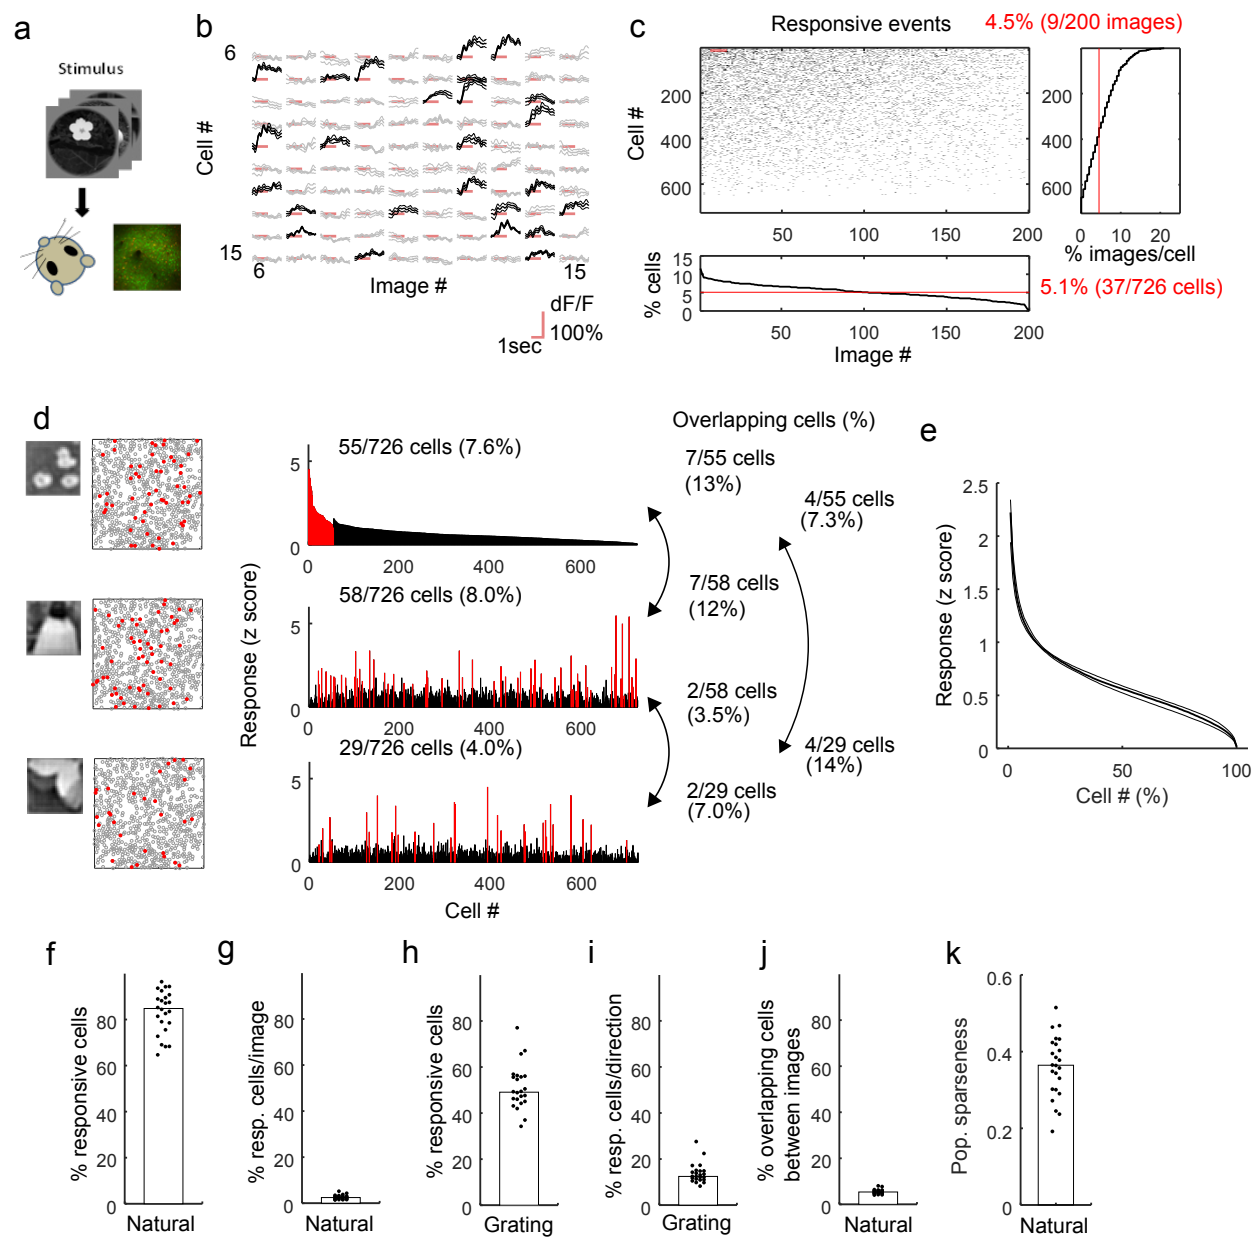 a
Stimulus
b
6
Cell #
15
6
15
Image #
dF/F
100%
1sec
c
Responsive events
4.5% (9/200 images)
Cell #
200
400
600
50
100
150
200
200
400
600
0
10
20
% images/cell
% cells
15
10
5
0
5.1% (37/726 cells)
50
100
150
200
Image #
d
Overlapping cells (%)
Response (z score)
55/726 cells (7.6%)
5
0
0
200
400
600
58/726 cells (8.0%)
5
0
0
200
400
600
29/726 cells (4.0%)
5
0
0
200
400
600
Cell #
7/55 cells
(13%)
4/55 cells
(7.3%)
7/58 cells
(12%)
2/58 cells
(3.5%)
4/29 cells
(14%)
2/29 cells
(7.0%)
e
Response (z score)
2.5
2
1.5
1
0.5
0
0
50
100
Cell # (%)
f
% responsive cells
80
60
40
20
0
Natural
g
% resp. cells/image
80
60
40
20
0
Natural
h
% responsive cells
80
60
40
20
0
Grating
i
% resp. cells/direction
80
60
40
20
0
Grating
j
% overlapping cells
between images
80
60
40
20
0
Natural
k
Pop. sparseness
0.6
0.4
0.2
0
Natural